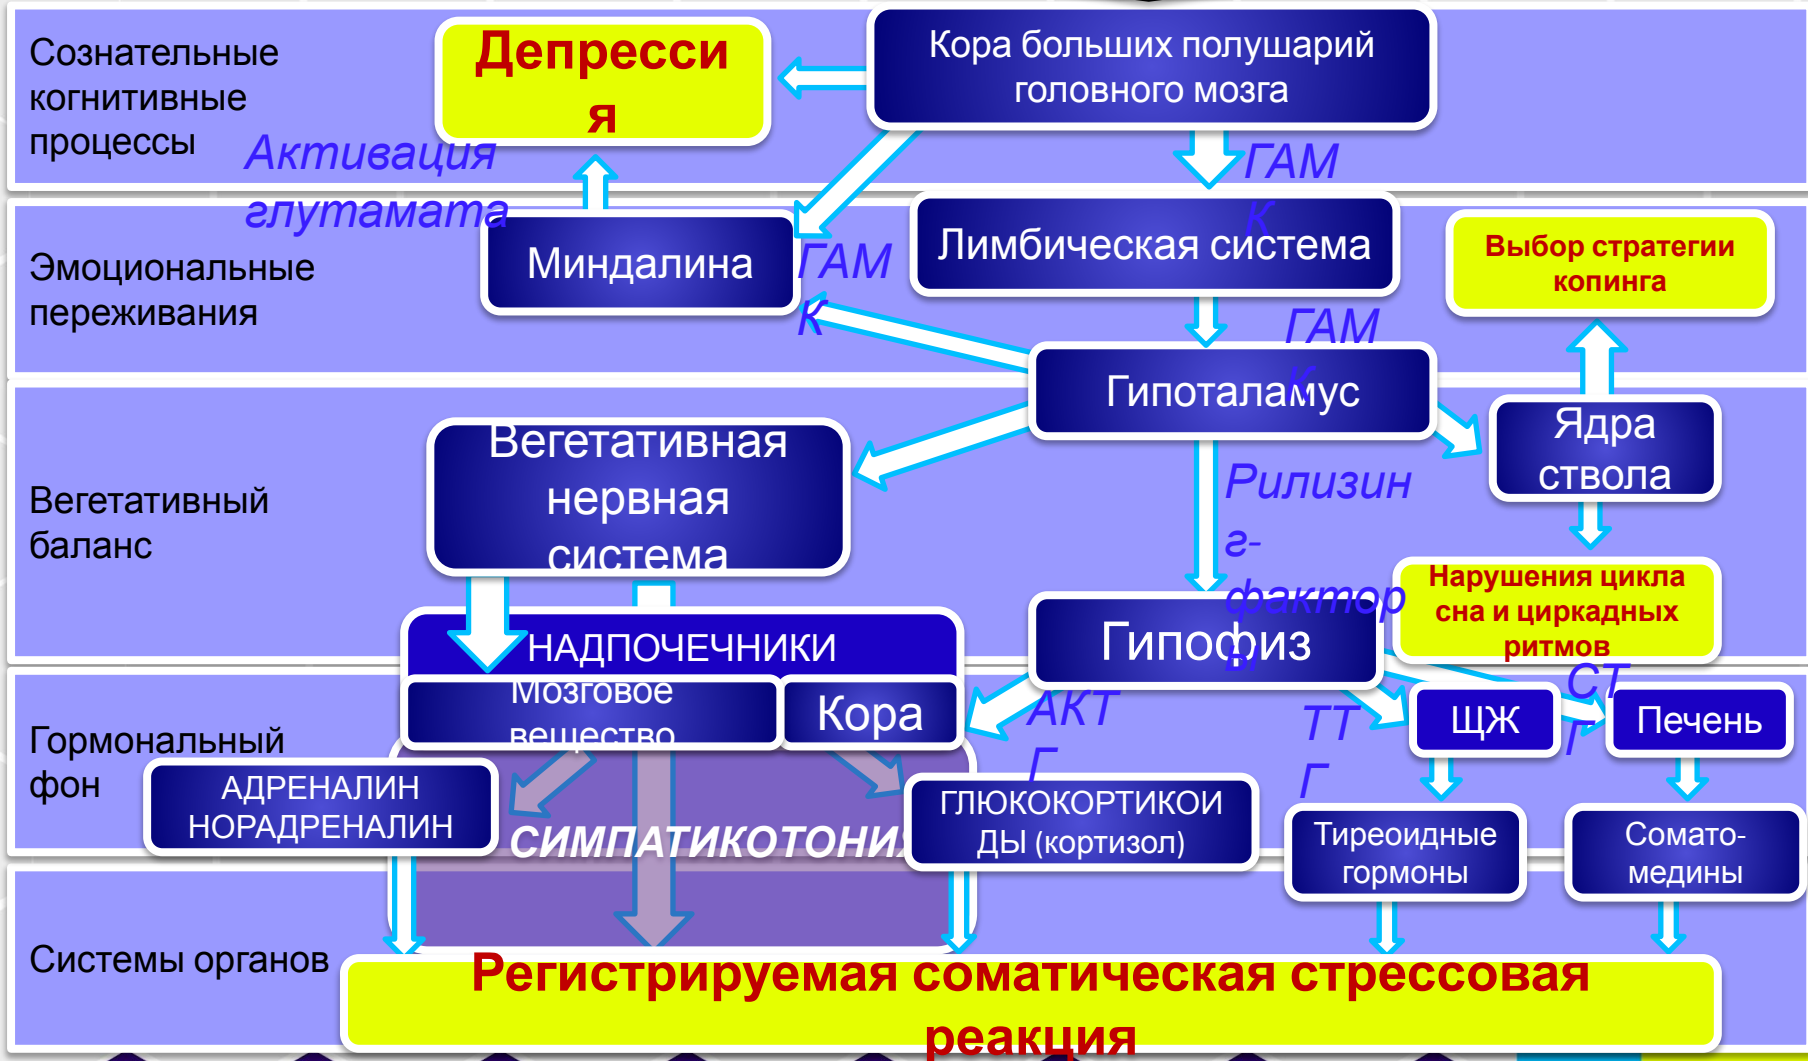 Сознательные
когнитивные
процессы
Депресси
я
Кора больших полушарий
головного мозга
Активация
глутамата
ГАМ
К
Эмоциональные
переживания
Миндалина
ГАМ
К
Лимбическая система
Выбор стратегии
копинга
ГАМ
К
Гипоталамус
Вегетативный
баланс
Вегетативная
нервная
система
Ядра
ствола
Рилизин
г-
фактор
ы
Нарушения цикла
сна и циркадных
ритмов
НАДПОЧЕЧНИКИ
Гипофиз
Гормональный
фон
Мозговое
вещество
Кора
АКТ
Г
ТТ
Г
ЩЖ
СТ
Г
Печень
АДРЕНАЛИН
НОРАДРЕНАЛИН
СИМПАТИКОТОНИЯ
ГЛЮКОКОРТИКОИ
ДЫ (кортизол)
Тиреоидные
гормоны
Сомато-
медины
Системы органов
Регистрируемая соматическая стрессовая
реакция